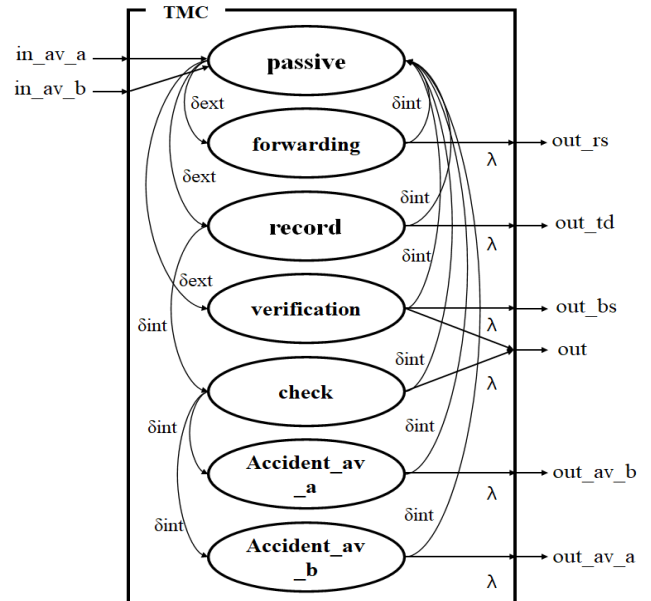 TMC
in_av_a
passive
in_av_b
δext
δint
forwarding
out_rs
λ
δext
δint
record
out_td
λ
δext
δint
verification
out_bs
δint
λ
out
δint
check
λ
δint
δint
Accident_av
_a
out_av_b
λ
δint
δint
Accident_av
_b
out_av_a
λ